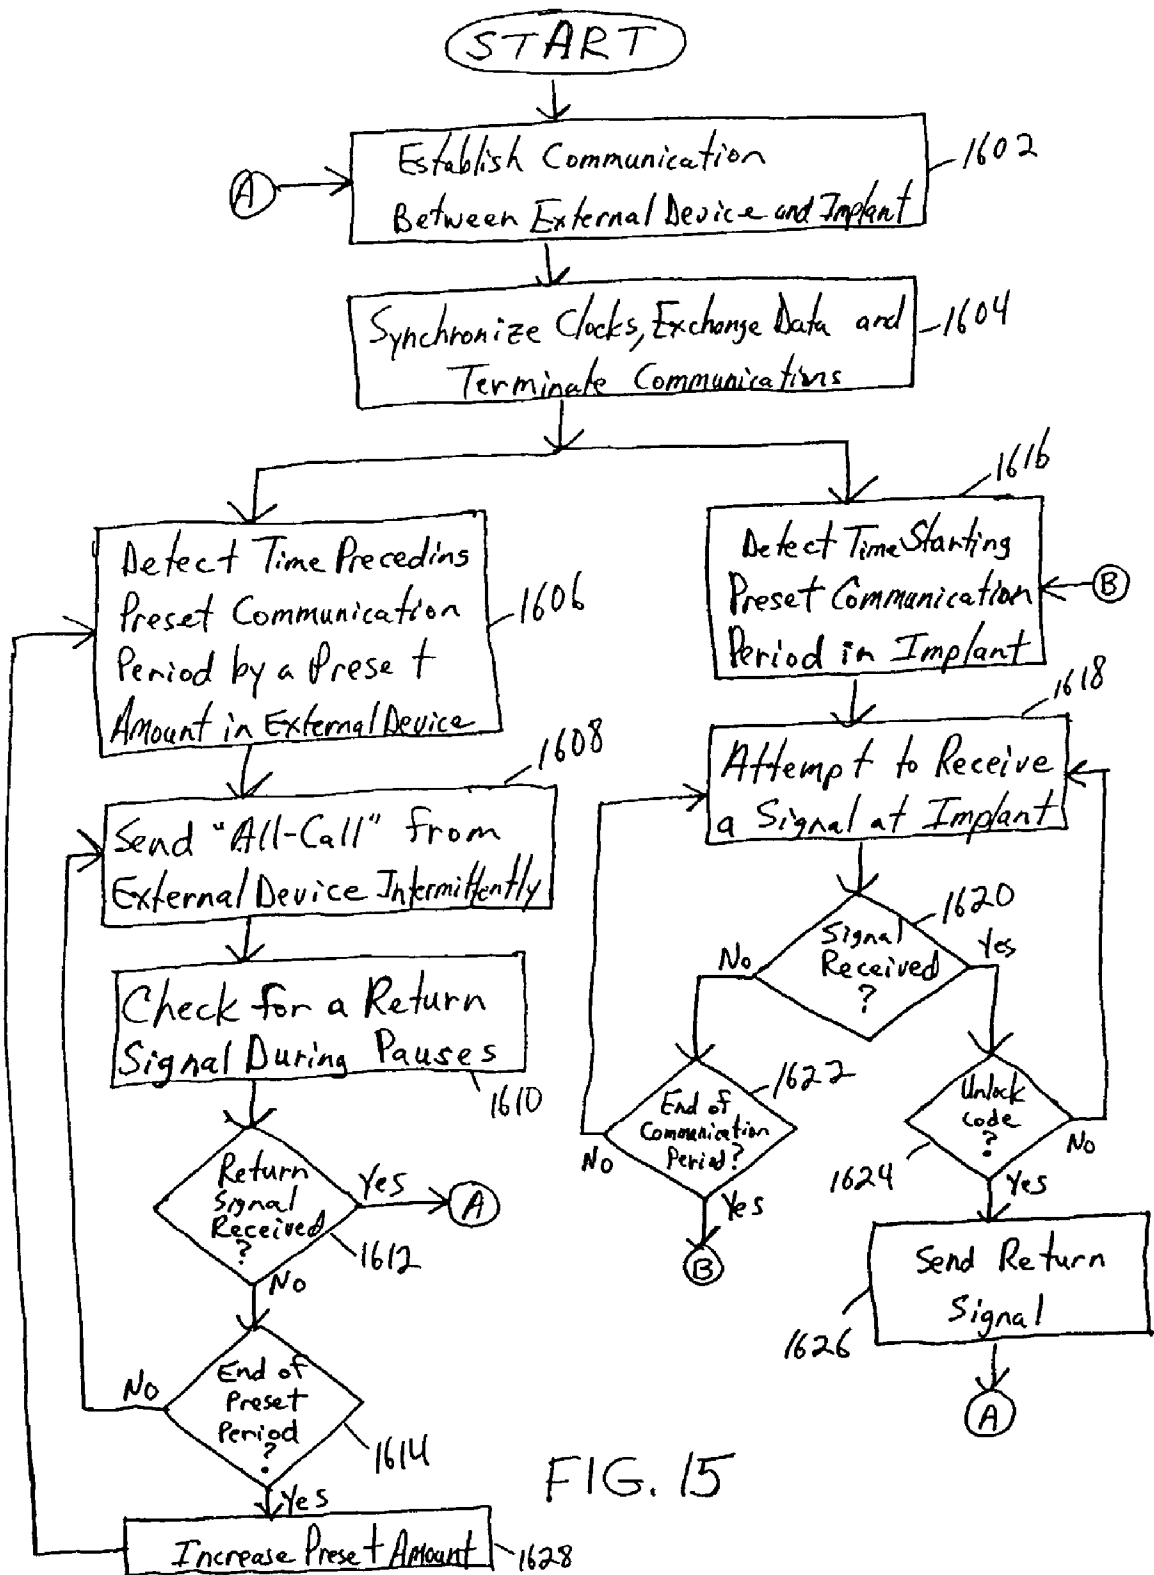 START
A
Establish Communication
Between External Device and Implant
1602
Synchronize Clocks, Exchange Data and
Terminate Communications
1604
Detect Time Precedins
Preset Communication
Period by a Preset
Amount in External Device
1606
Send "All-Call" from
External Device Intermittently
1608
Check for a Return
Signal During Pauses
1610
Return
Signal
Received
?
1612
Yes
A
No
End of
Preset
Period
?
1614
No
Yes
Increase Preset Amount
1628
Detect Time Starting
Preset Communication
Period in Implant
1616
B
Attempt to Receive
a Signal at Implant
1618
Signal
Received
?
1620
No
Yes
End of
Communication
Period?
1622
No
Yes
B
Unlock
Code
?
1624
No
Yes
Send Return
Signal
1626
A
FIG. 15